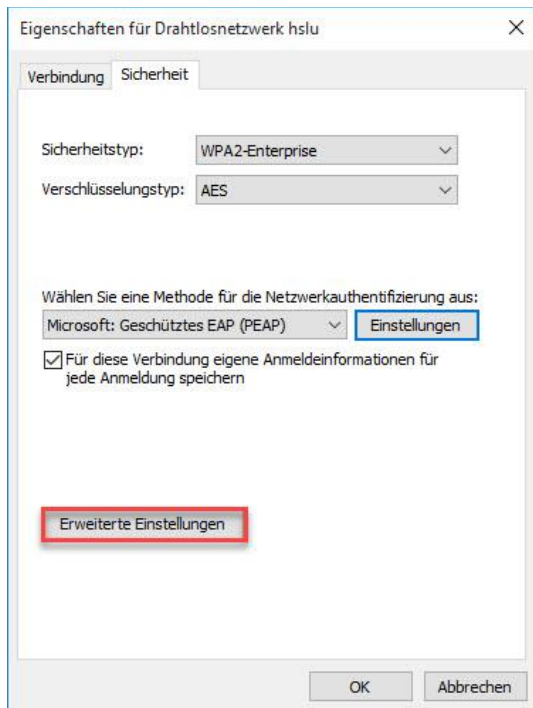 Eigenschaften für Drahtlosnetzwerk hslu
Verbindung Sicherheit
Sicherheitstyp: WPA2-Enterprise
Verschlüsselungstyp: AES
Wählen Sie eine Methode für die Netzwerkauthentifizierung aus:
Microsoft: Geschütztes EAP (PEAP) Einstellungen
Für diese Verbindung eigene Anmeldeinformationen für
jede Anmeldung speichern
Erweiterte Einstellungen
OK Abbrechen